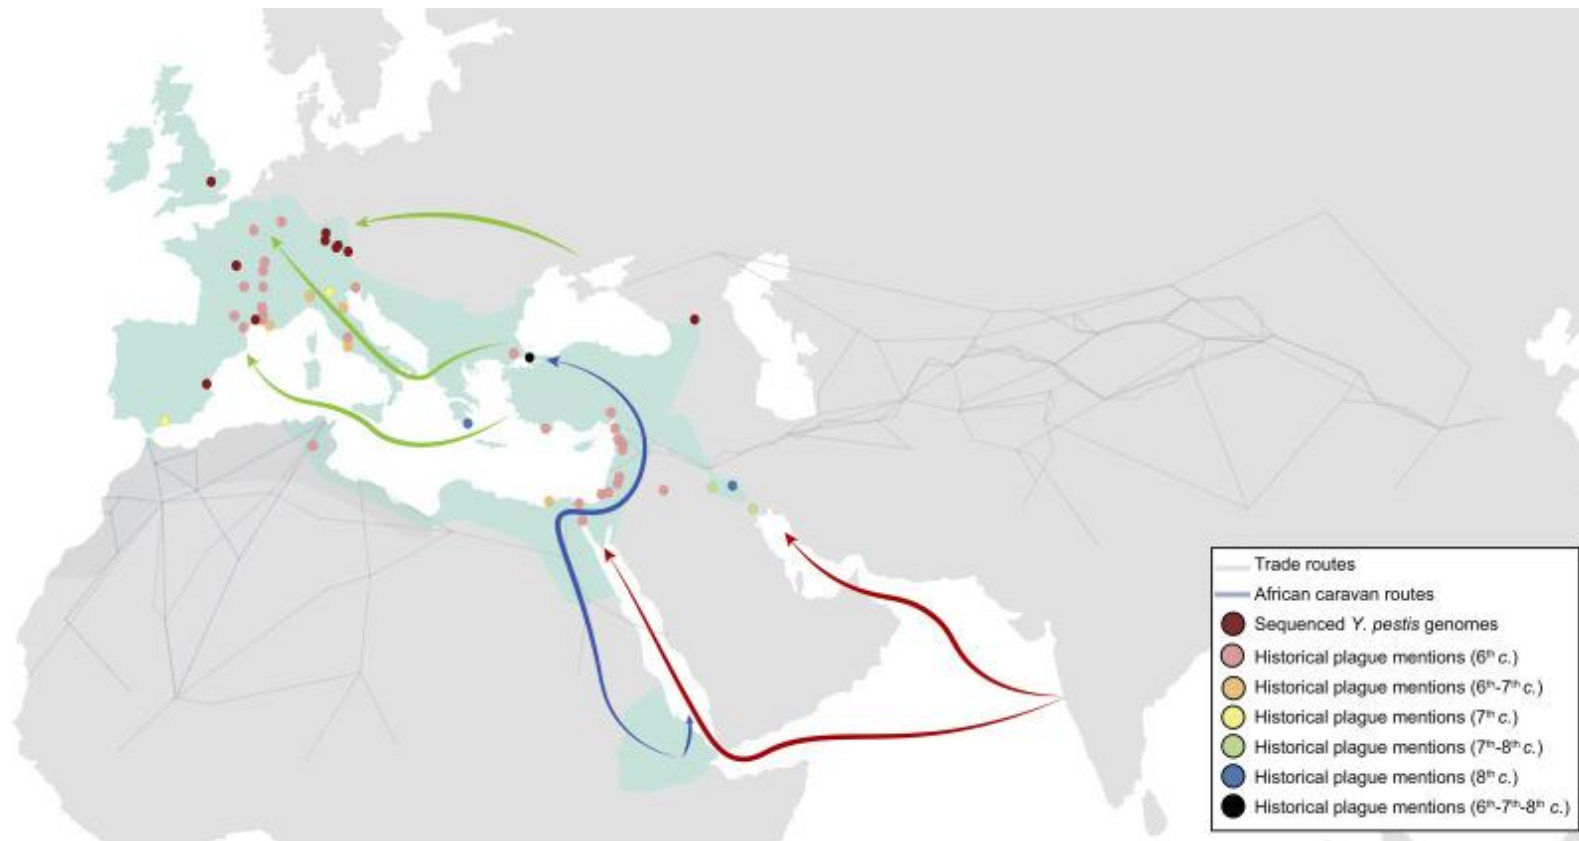 Trade routes
African caravan routes
Sequenced Y. pestis genomes
Historical plague mentions (6th c.)
Historical plague mentions (6th-7th c.)
Historical plague mentions (7th c.)
Historical plague mentions (7th-8th c.)
Historical plague mentions (8th c.)
Historical plague mentions (6th-7th-8th c.)